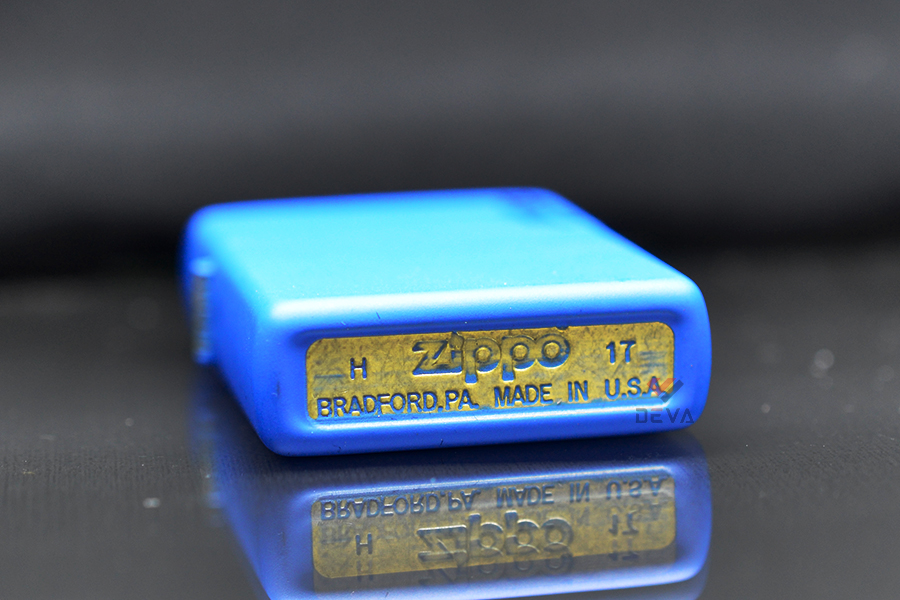 H zippo 17
BRADFORD,PA. MADE IN U.S.A
DEVA